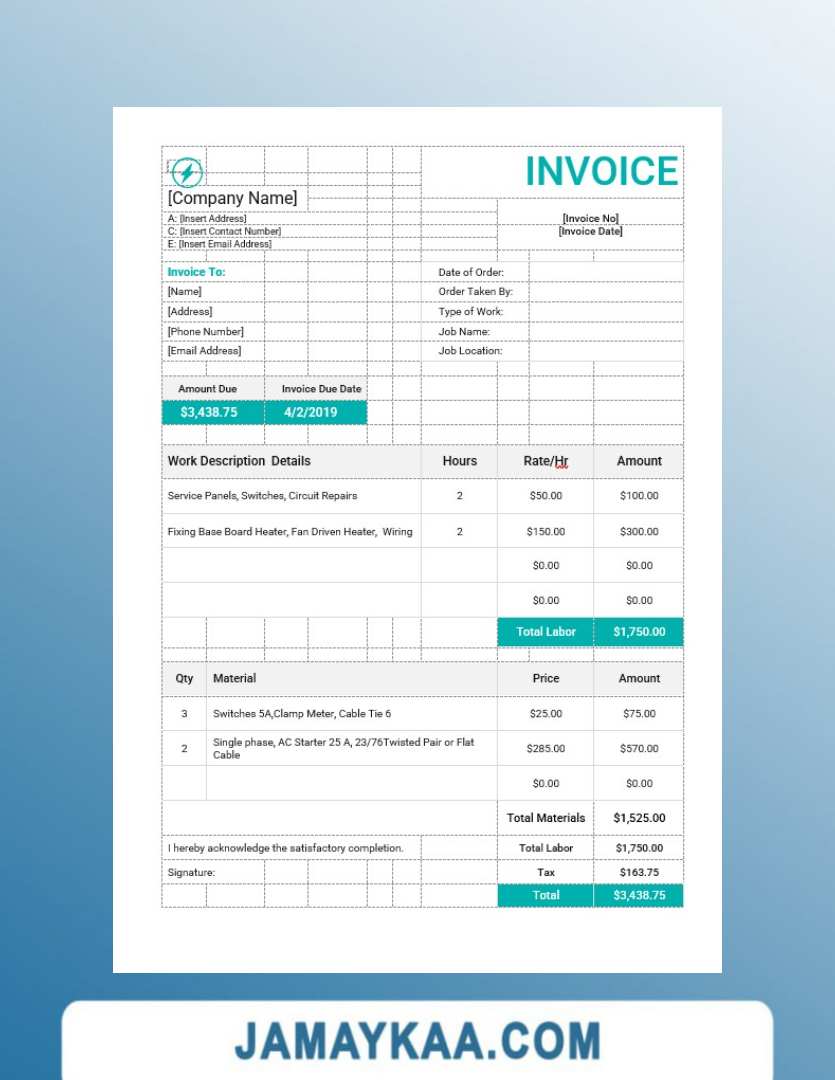 INVOICE
[Company Name]
A: [Insert Address]
[Invoice No]
C: [Insert Contact Number]
[Invoice Date]
E: [Insert Email Address]
Invoice To:
Date of Order:
[Name]
Order Taken By:
[Address]
Type of Work:
[Phone Number]
Job Name:
[Email Address]
Job Location:
Amount Due Invoice Due Date
$3,438.75 4/2/2019
Work Description Details Hours Rate/Hr Amount
Service Panels, Switches, Circuit Repairs 2 $50.00 $100.00
Fixing Base Board Heater, Fan Driven Heater, Wiring 2 $150.00 $300.00
$0.00 $0.00
$0.00 $0.00
Total Labor $1,750.00
Qty Material Price Amount
3 Switches 5A,Clamp Meter, Cable Tie 6 $25.00 $75.00
2 Single phase, AC Starter 25 A, 23/76Twisted Pair or Flat
Cable $285.00 $570.00
$0.00 $0.00
Total Materials $1,525.00
I hereby acknowledge the satisfactory completion. Total Labor $1,750.00
Signature: Tax $163.75
Total $3,438.75
JAMAYKAA.COM